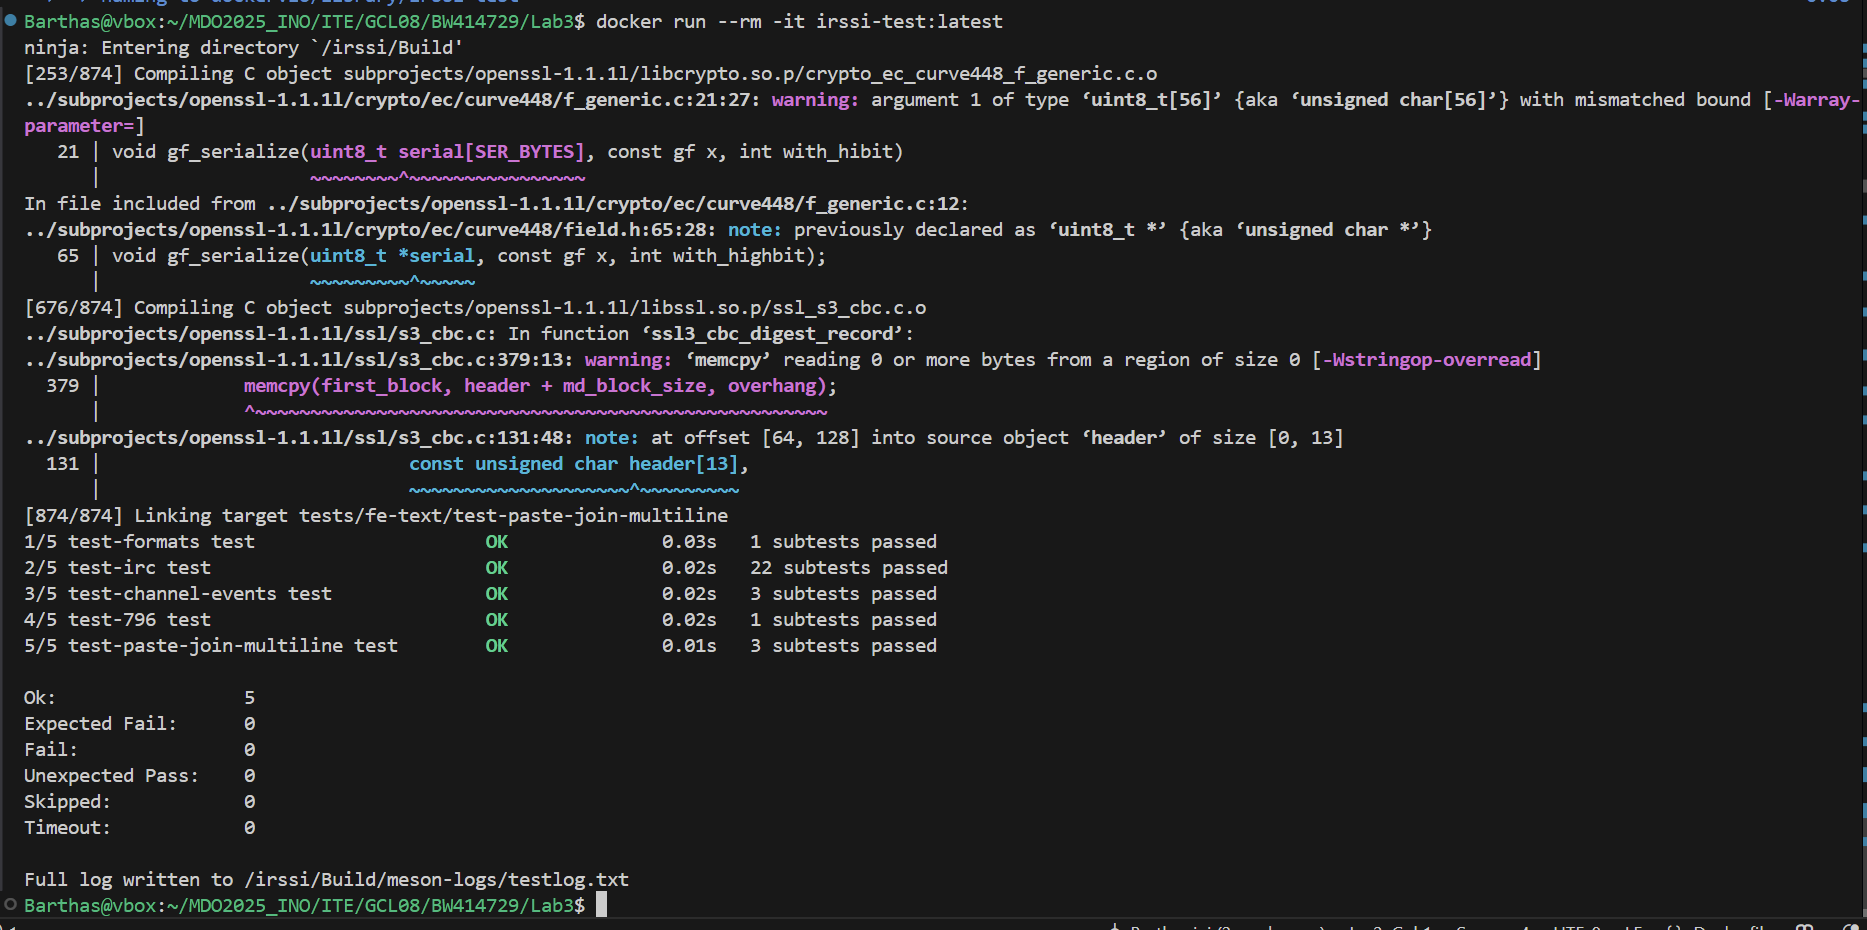 Barthas@vbox:~/MDO2025_INO/ITE/GCL08/BW414729/Lab3$ docker run --rm -it irssi-test:latest
ninja: Entering directory `/irssi/Build'
[253/874] Compiling C object subprojects/openssl-1.1.1l/libcrypto.so.p/crypto_ec_curve448_f_generic.c.o
../subprojects/openssl-1.1.1l/crypto/ec/curve448/f_generic.c:21:27: warning: argument 1 of type ‘uint8_t[56]’ {aka ‘unsigned char[56]’} with mismatched bound [-Warray-
parameter=]
   21 | void gf_serialize(uint8_t serial[SER_BYTES], const gf x, int with_hibit)
      |                   ~~~~~~~~^~~~~~~~~~~~~~~~~
In file included from ../subprojects/openssl-1.1.1l/crypto/ec/curve448/f_generic.c:12:
../subprojects/openssl-1.1.1l/crypto/ec/curve448/field.h:65:28: note: previously declared as ‘uint8_t *’ {aka ‘unsigned char *’}
   65 | void gf_serialize(uint8_t *serial, const gf x, int with_highbit);
      |                   ~~~~~~~~~^~~~~~
[676/874] Compiling C object subprojects/openssl-1.1.1l/libssl.so.p/ssl_s3_cbc.c.o
../subprojects/openssl-1.1.1l/ssl/s3_cbc.c: In function ‘ssl3_cbc_digest_record’:
../subprojects/openssl-1.1.1l/ssl/s3_cbc.c:379:13: warning: ‘memcpy’ reading 0 or more bytes from a region of size 0 [-Wstringop-overread]
  379 |             memcpy(first_block, header + md_block_size, overhang);
      |             ^~~~~~~~~~~~~~~~~~~~~~~~~~~~~~~~~~~~~~~~~~~~~~~~~~~~~
../subprojects/openssl-1.1.1l/ssl/s3_cbc.c:131:48: note: at offset [64, 128] into source object ‘header’ of size [0, 13]
  131 |                            const unsigned char header[13],
      |                            ~~~~~~~~~~~~~~~~~~~~^~~~~~~~~~
[874/874] Linking target tests/fe-text/test-paste-join-multiline
1/5 test-formats test                     OK              0.03s   1 subtests passed
2/5 test-irc test                         OK              0.02s   22 subtests passed
3/5 test-channel-events test              OK              0.02s   3 subtests passed
4/5 test-796 test                         OK              0.02s   1 subtests passed
5/5 test-paste-join-multiline test        OK              0.01s   3 subtests passed
Ok:                 5
Expected Fail:      0
Fail:               0
Unexpected Pass:    0
Skipped:            0
Timeout:            0
Full log written to /irssi/Build/meson-logs/testlog.txt
Barthas@vbox:~/MDO2025_INO/ITE/GCL08/BW414729/Lab3$